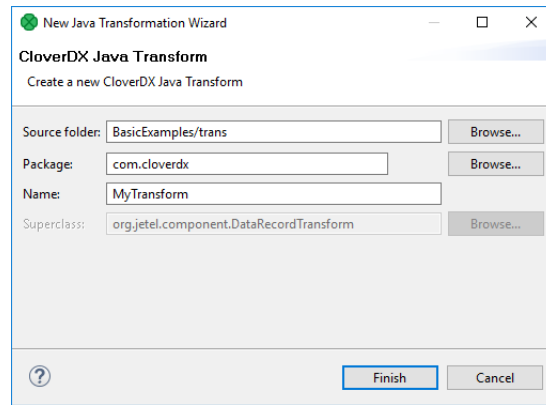 New Java Transformation Wizard
CloverDX Java Transform
Create a new CloverDX Java Transform
Source folder: BasicExamples/trans Browse...
Package: com.cloverdx Browse...
Name: MyTransform
Superclass: org.jetel.component.DataRecordTransform Browse...
? Finish Cancel